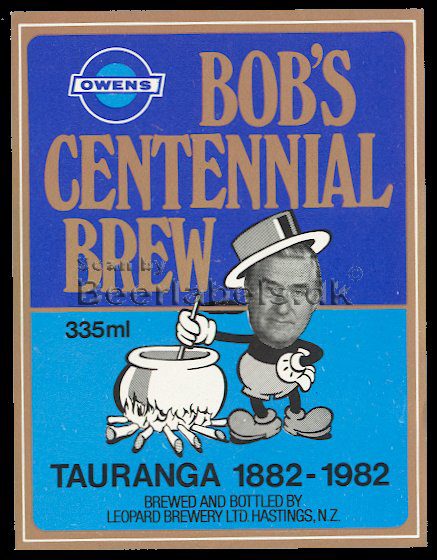 OWENS
BOB'S
CENTENNIAL
BREW
Scan by
Beerlabels.dk
©
335ml
TAURANGA 1882-1982
BREWED AND BOTTLED BY
LEOPARD BREWERY LTD. HASTINGS, N.Z.